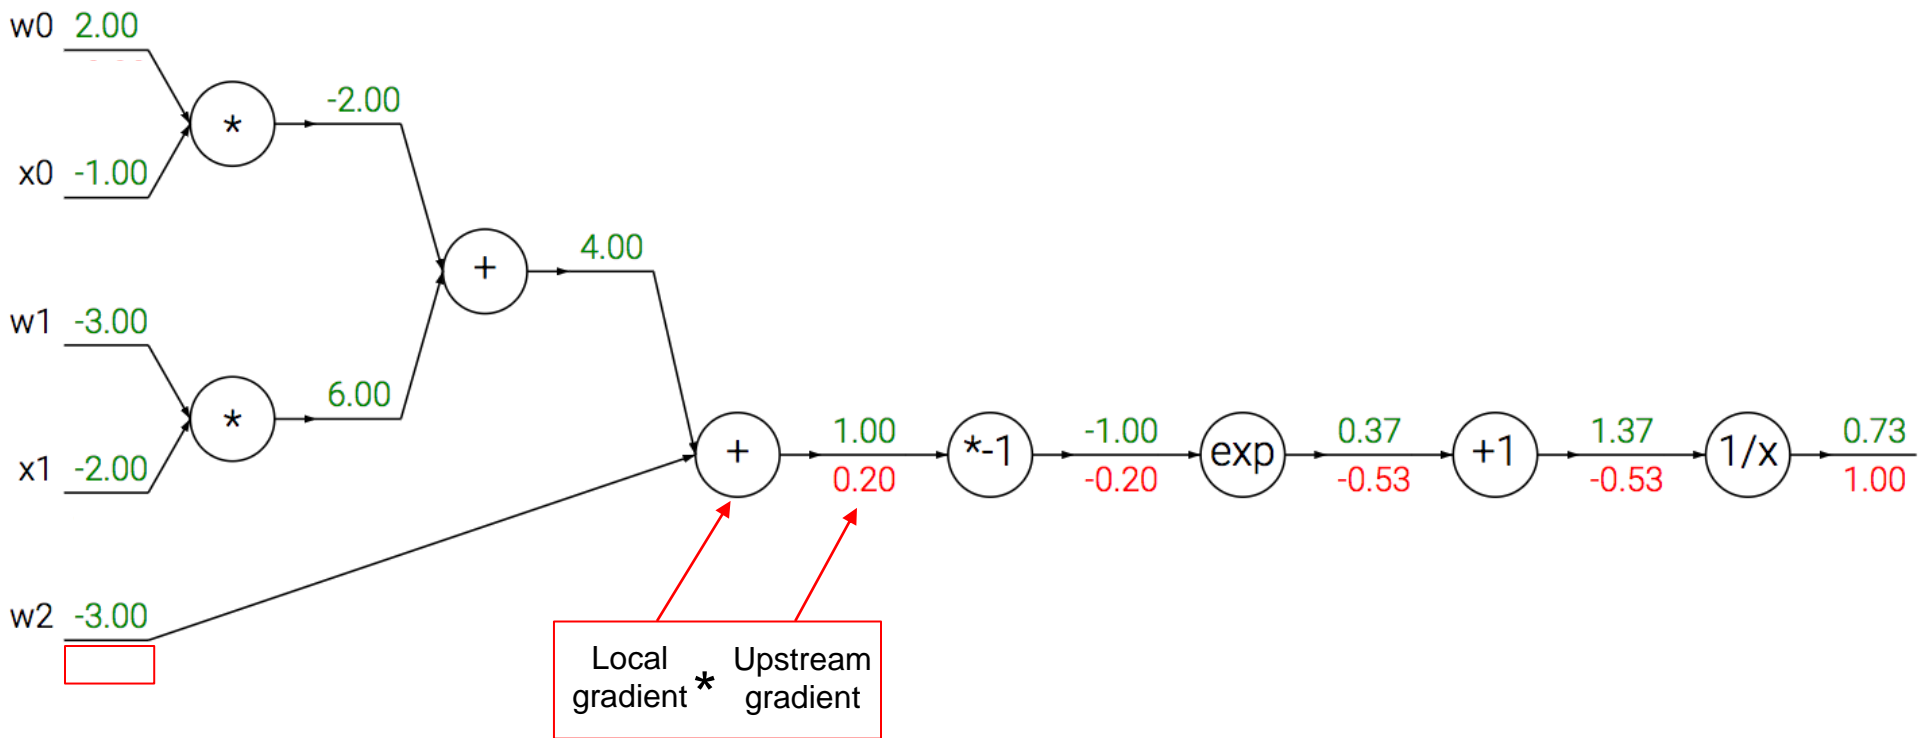 w0 2.00
* -2.00
x0 -1.00
+ 4.00
w1 -3.00
* 6.00
x1 -2.00
+ 1.00 *-1 -1.00 exp 0.37 +1 1.37 1/x 0.73
0.20 -0.20 -0.53 -0.53 1.00
w2 -3.00
Local * Upstream
gradient gradient